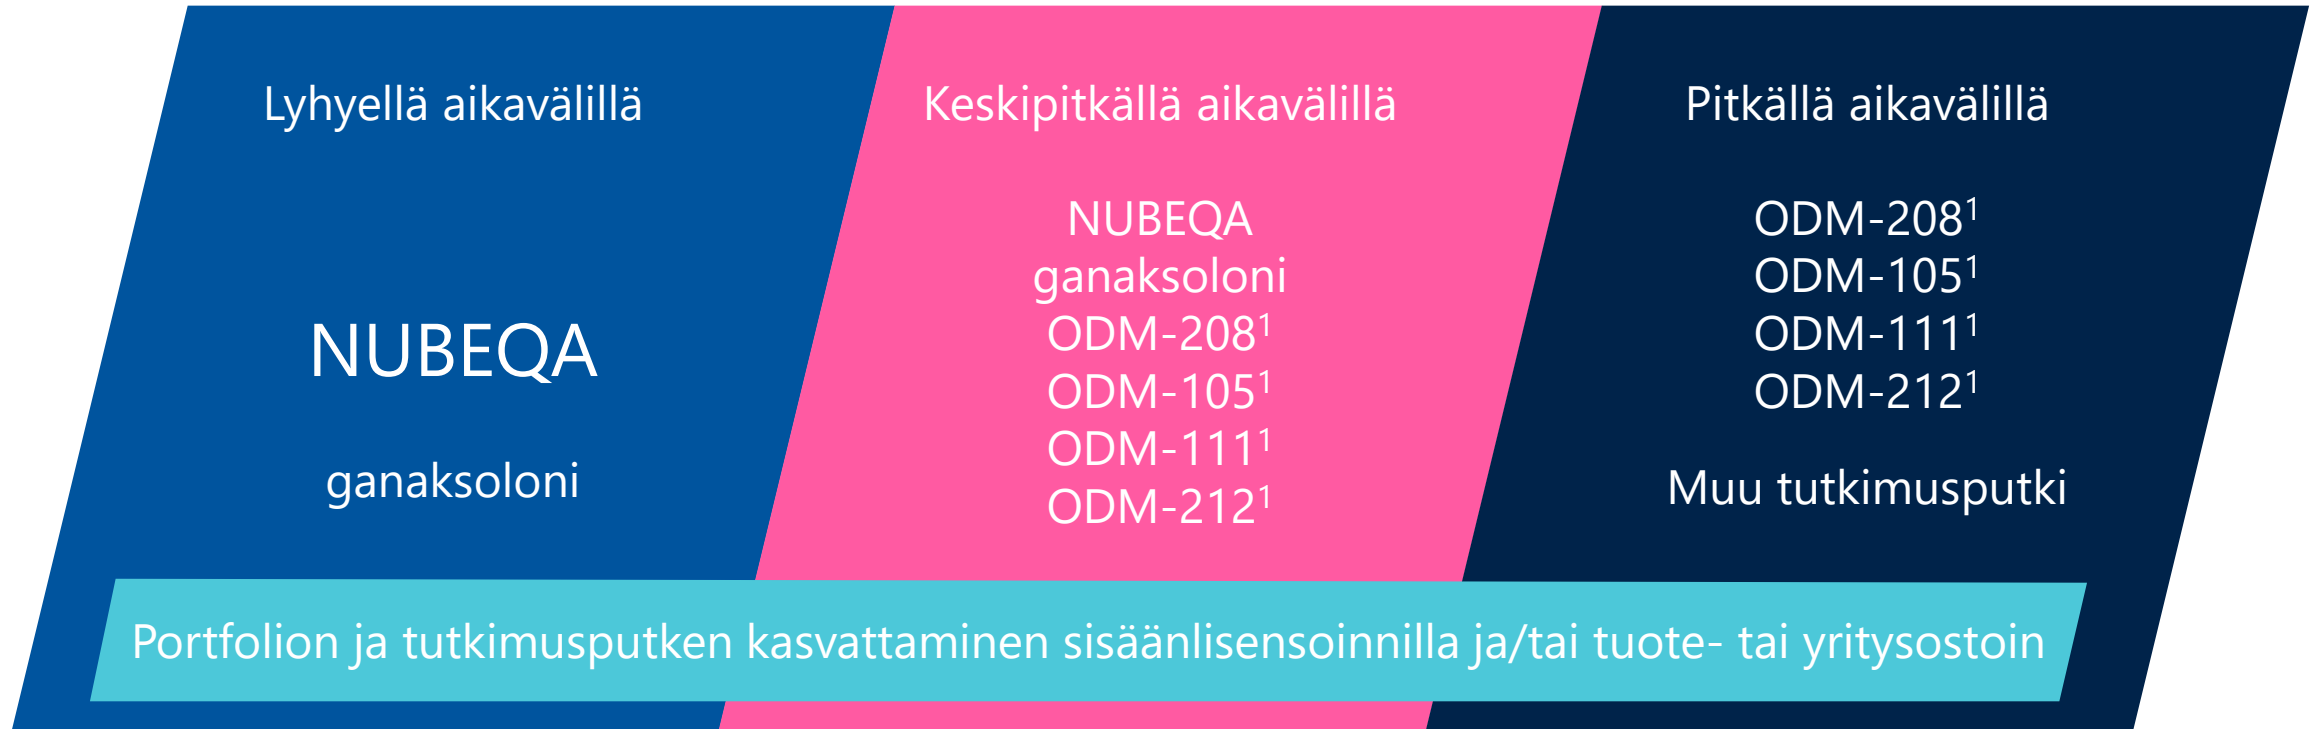 Lyhyellä aikavälillä
NUBEQA
ganaksoloni
Keskipitkällä aikavälillä
NUBEQA
ganaksoloni
ODM-208¹
ODM-105¹
ODM-111¹
ODM-212¹
Pitkällä aikavälillä
ODM-208¹
ODM-105¹
ODM-111¹
ODM-212¹
Muu tutkimusputki
Portfolion ja tutkimusputken kasvattaminen sisäänlisensoinnilla ja/tai tuote- tai yritysostoin